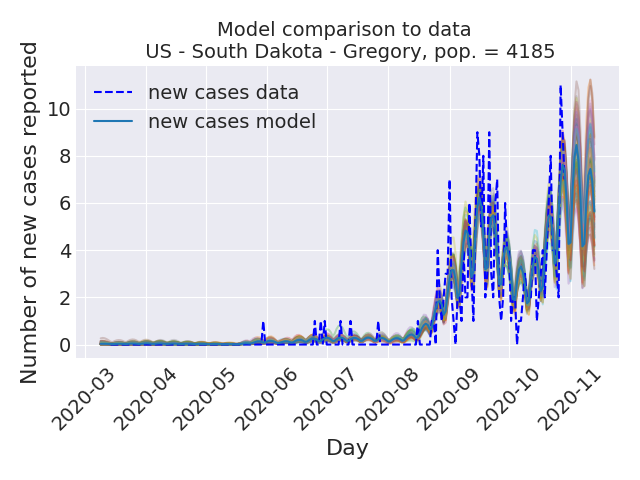 Model comparison to data
US - South Dakota - Gregory, pop. = 4185
Number of new cases reported
10
8
6
4
2
0
new cases data
new cases model
2020-03
2020-04
2020-05
2020-06
2020-07
2020-08
2020-09
2020-10
2020-11
Day